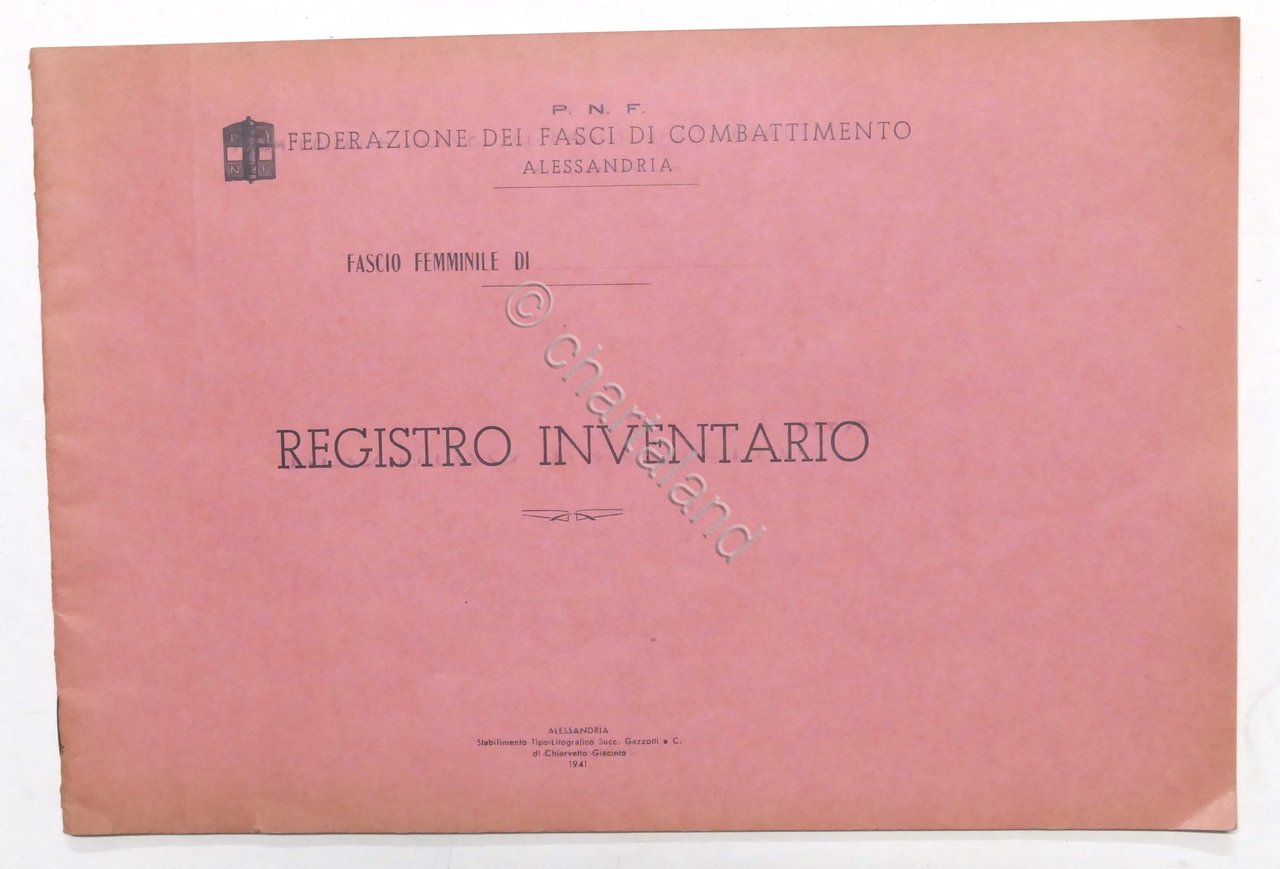 P. N. F.
FEDERAZIONE DEI FASCI DI COMBATTIMENTO
ALESSANDRIA
P N F
FASCIO FEMMINILE DI
© chartaland
REGISTRO INVENTARIO
ALESSANDRIA
Stabilimento Tipo-Litografico Succ. Gazzotti e C.
di Chiarvetto Giacinto
1941